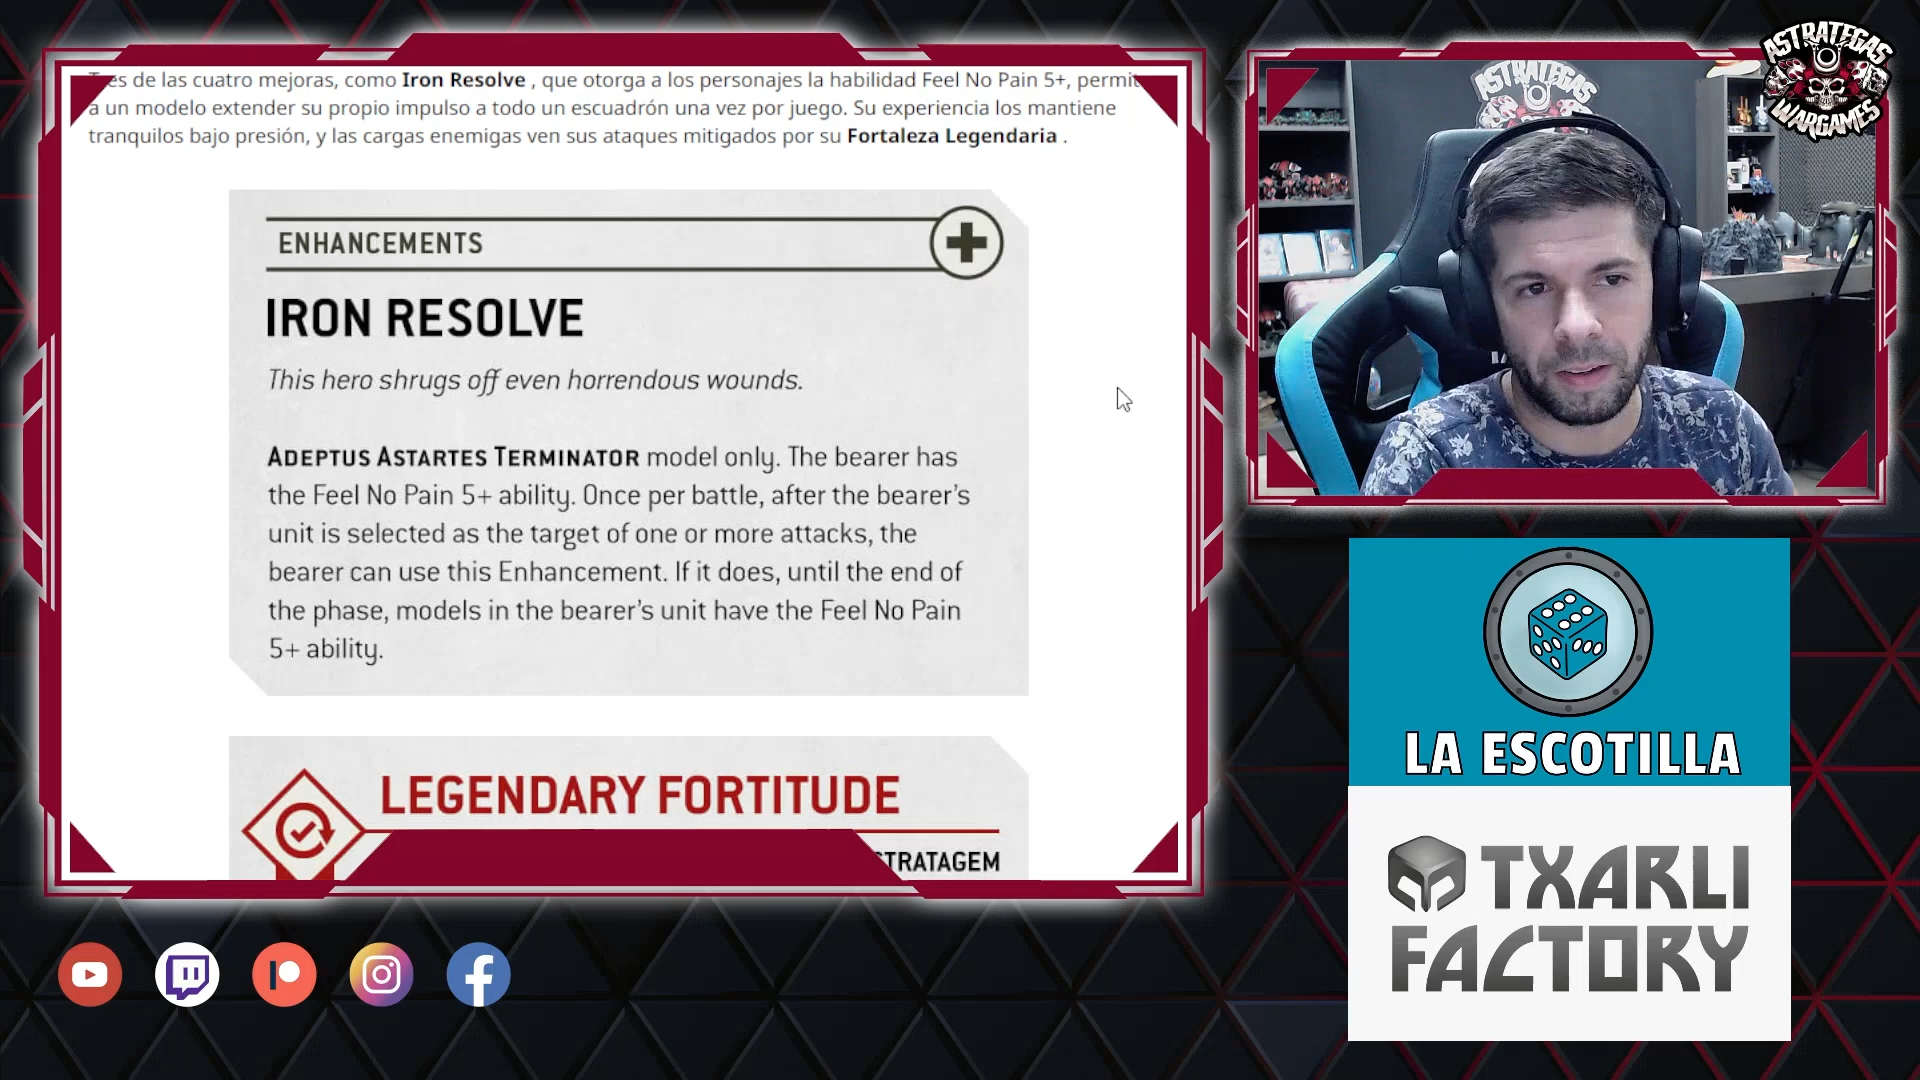 de las cuatro mejoras, como Iron Resolve , que otorga a los personajes la habilidad Feel No Pain 5+,
a un modelo extender su propio impulso a todo un escuadrón una vez por juego. Su experiencia los mantiene
tranquilos bajo presión, y las cargas enemigas ven sus ataques mitigados por su Fortaleza Legendaria .
ENHANCEMENTS
IRON RESOLVE
This hero shrugs off even horrendous wounds.
ADEPTUS ASTARTES TERMINATOR model only. The bearer has
the Feel No Pain 5+ ability. Once per battle, after the bearer's
unit is selected as the target of one or more attacks, the
bearer can use this Enhancement. If it does, until the end of
the phase, models in the bearer's unit have the Feel No Pain
5+ ability.
LEGENDARY FORTITUDE
STRATAGEM
ASTRATEGAS
WARGAMES
ASTRATEGAS
LA ESCOTILLA
TXARLI
FACTORY